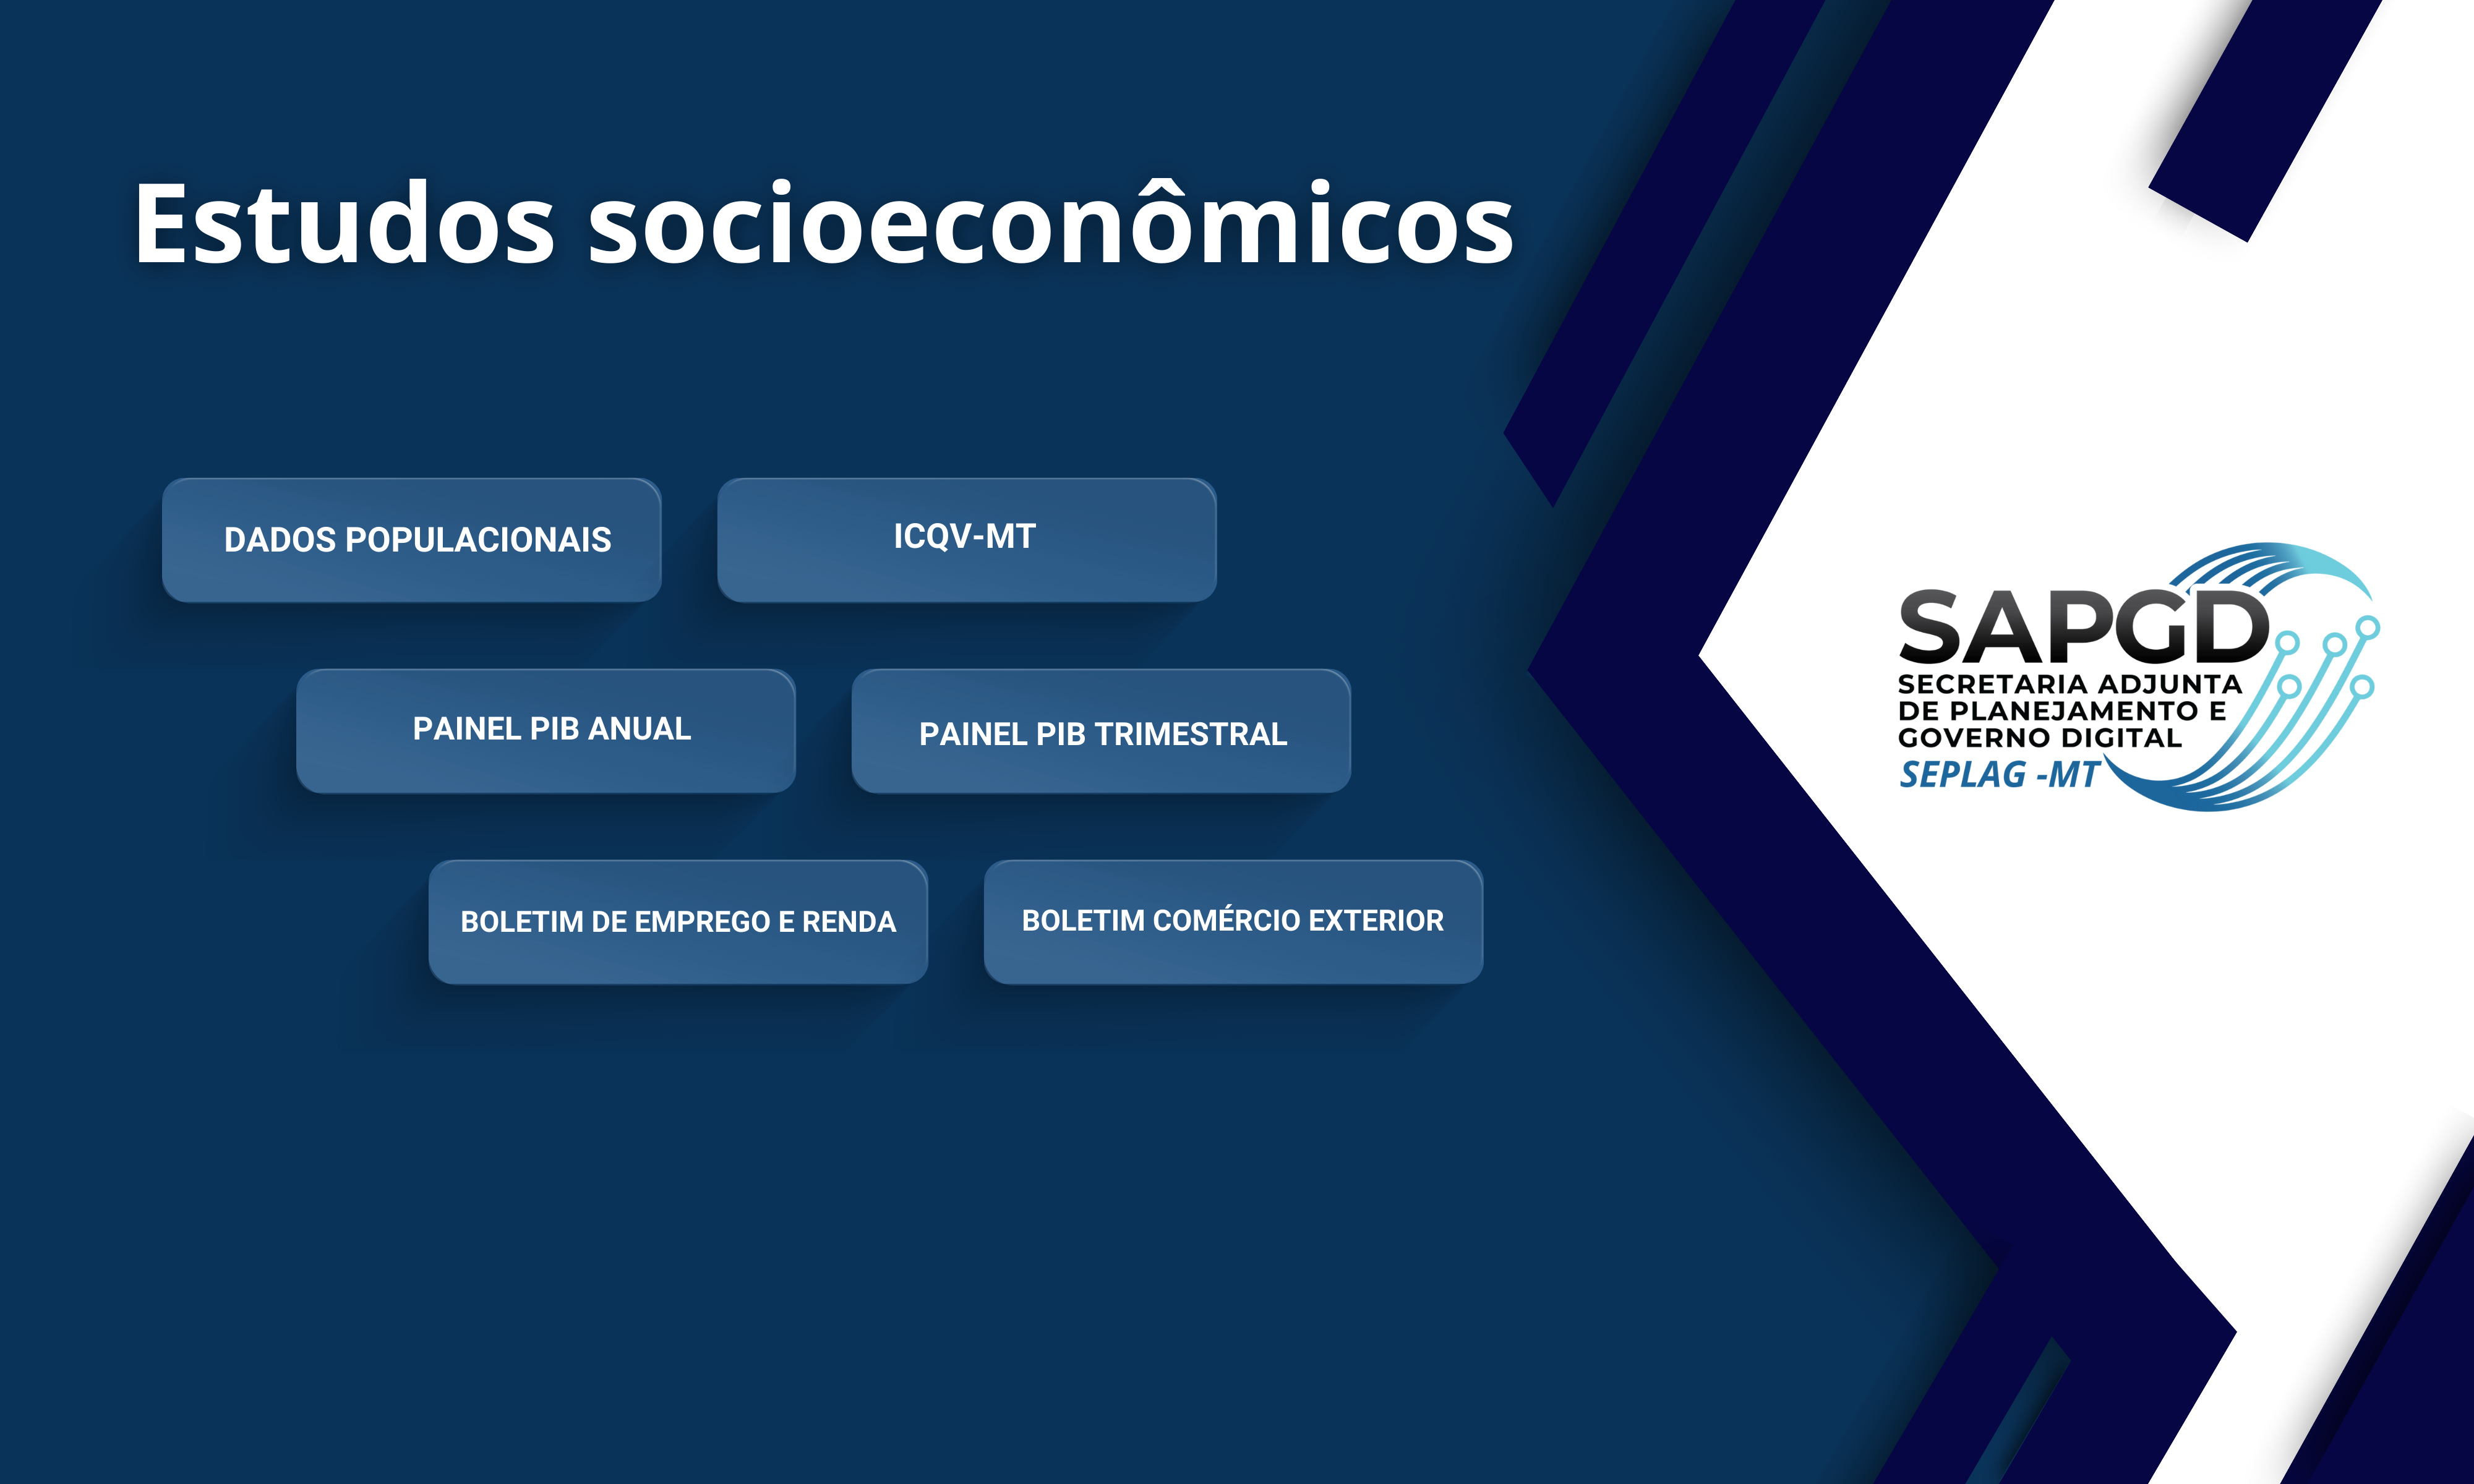 Estudos socioeconômicos
DADOS POPULACIONAIS
ICQV-MT
PAINEL PIB ANUAL
PAINEL PIB TRIMESTRAL
BOLETIM DE EMPREGO E RENDA
BOLETIM COMÉRCIO EXTERIOR
SAPGD
SECRETARIA ADJUNTA
DE PLANEJAMENTO E
GOVERNO DIGITAL
SEPLAG -MT